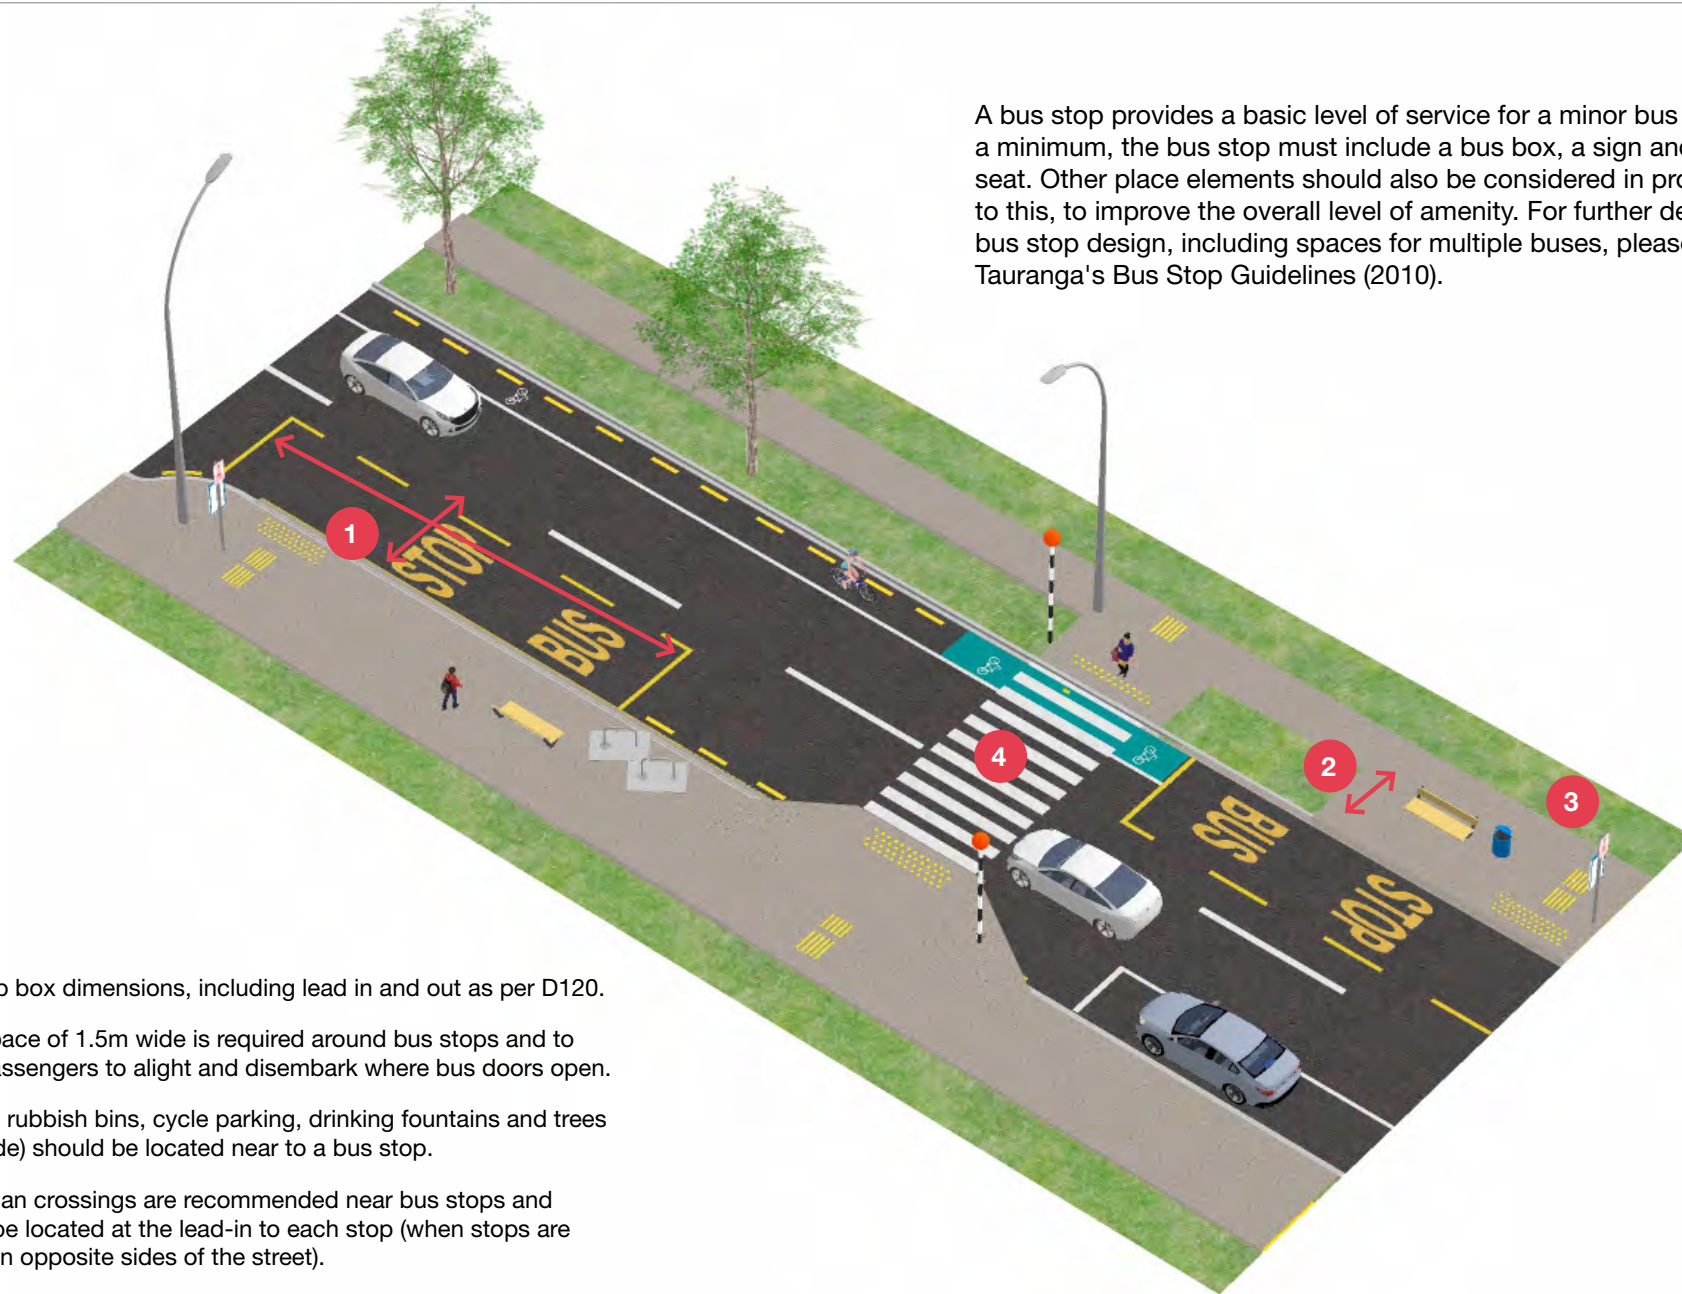 A bus stop provides a basic level of service for a minor bus
a minimum, the bus stop must include a bus box, a sign and
seat. Other place elements should also be considered in pro
to this, to improve the overall level of amenity. For further de
bus stop design, including spaces for multiple buses, please
Tauranga's Bus Stop Guidelines (2010).
1
STOP
BUS
4
2
3
BUS
STOP
p box dimensions, including lead in and out as per D120.
pace of 1.5m wide is required around bus stops and to
assengers to alight and disembark where bus doors open.
, rubbish bins, cycle parking, drinking fountains and trees
de) should be located near to a bus stop.
an crossings are recommended near bus stops and
be located at the lead-in to each stop (when stops are
n opposite sides of the street).